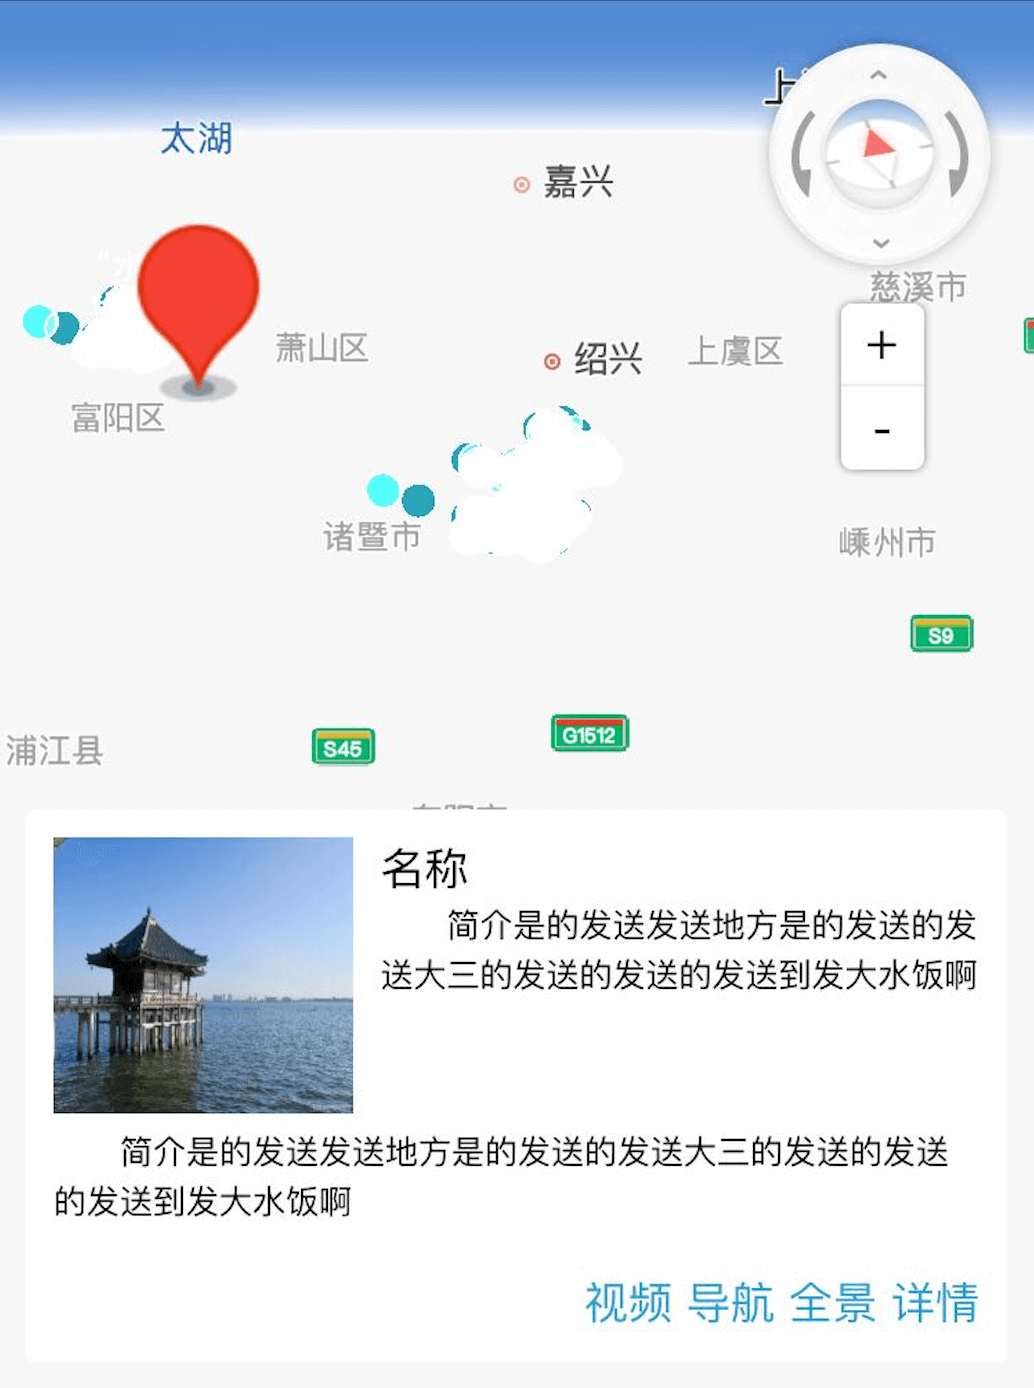 上
太湖
嘉兴
慈溪市
萧山区
绍兴
上虞区
+
富阳区
-
诸暨市
嵊州市
S9
G1512
S45
浦江县
名称
简介是的发送发送地方是的发送的发
送大三的发送的发送的发送到发大水饭啊
简介是的发送发送地方是的发送的发送大三的发送的发送
的发送到发大水饭啊
视频 导航 全景 详情